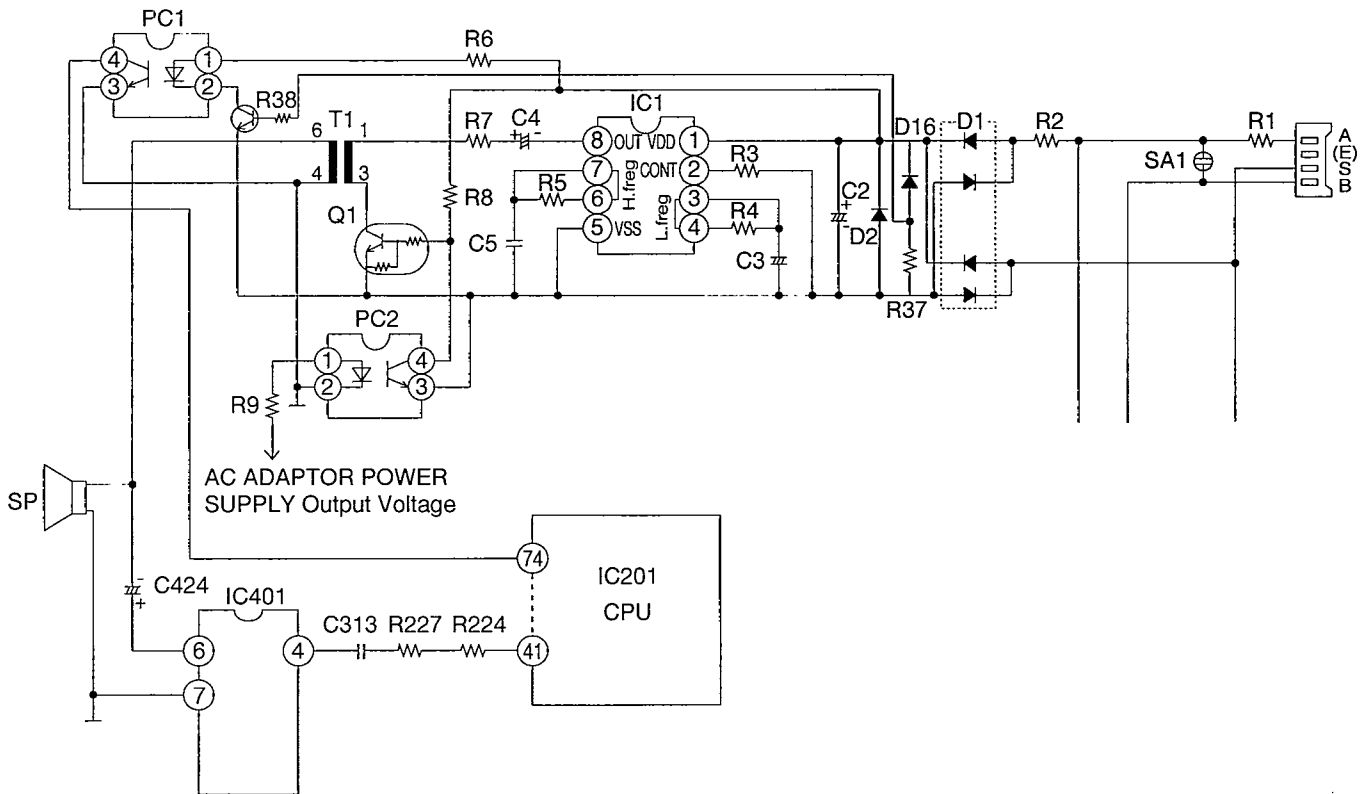 PC1
4
3
1
2
R6
R38
T1
6
1
4
3
R7
C4
+
-
IC1
8
OUT
VDD
1
7
CONT
2
6
H.freg
L.freg
3
5
VSS
4
R5
R3
R4
C5
C3
R8
Q1
C2
+
-
D2
D16
D1
R37
R2
SA1
R1
A
(E)
S
B
PC2
1
2
4
3
R9
AC ADAPTOR POWER
SUPPLY Output Voltage
SP
-
C424
+
IC401
6
4
7
C313
R227
R224
74
41
IC201
CPU